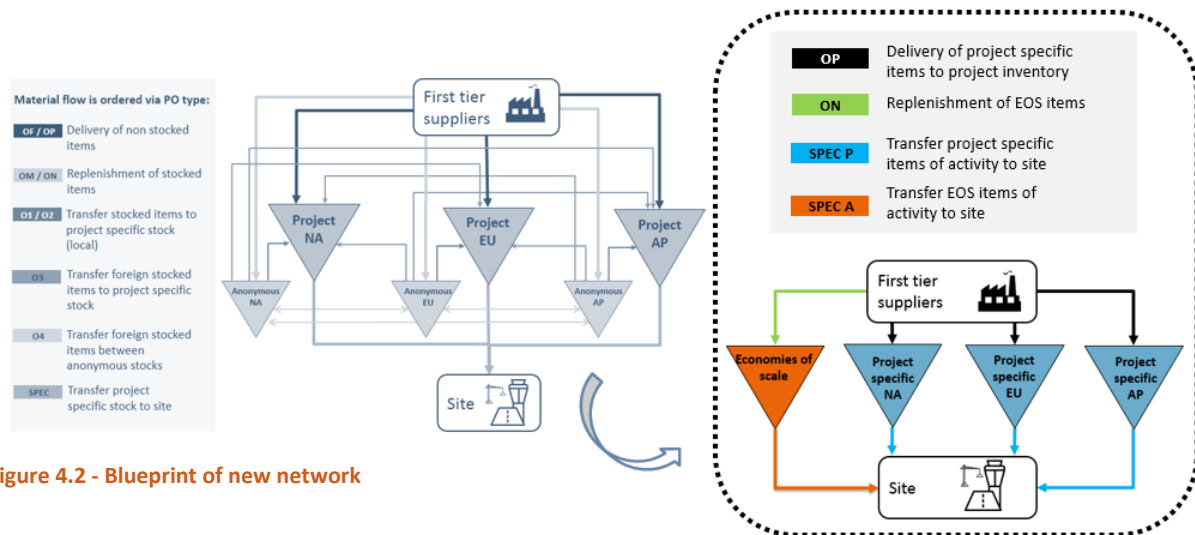 Material flow is ordered via PO type:
OF / OP
Delivery of non stocked
items
OM / ON
Replenishment of stocked
items
O1 / O2
Transfer stocked items to
project specific stock
(local)
O3
Transfer foreign stocked
items to project specific
stock
O4
Transfer foreign stocked
items between
anonymous stocks
SPEC
Transfer project
specific stock to site
First tier
suppliers
Project
NA
Project
EU
Project
AP
Anonymous
NA
Anonymous
EU
Anonymous
AP
Site
igure 4.2 - Blueprint of new network
OP
Delivery of project specific
items to project inventory
ON
Replenishment of EOS items
SPEC P
Transfer project specific
items of activity to site
SPEC A
Transfer EOS items of
activity to site
First tier
suppliers
Economies of
scale
Project
specific
NA
Project
specific
EU
Project
specific
AP
Site